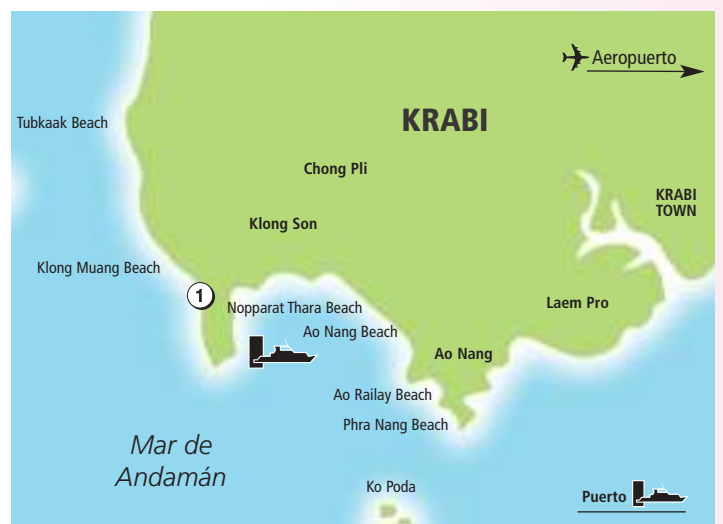 Aeropuerto
KRABI
Tubkaak Beach
Chong Pli
KRABI
TOWN
Klong Son
Klong Muang Beach
1
Nopparat Thara Beach
Laem Pro
Ao Nang Beach
Ao Nang
Ao Railay Beach
Phra Nang Beach
Mar de
Andamán
Ko Poda
Puerto